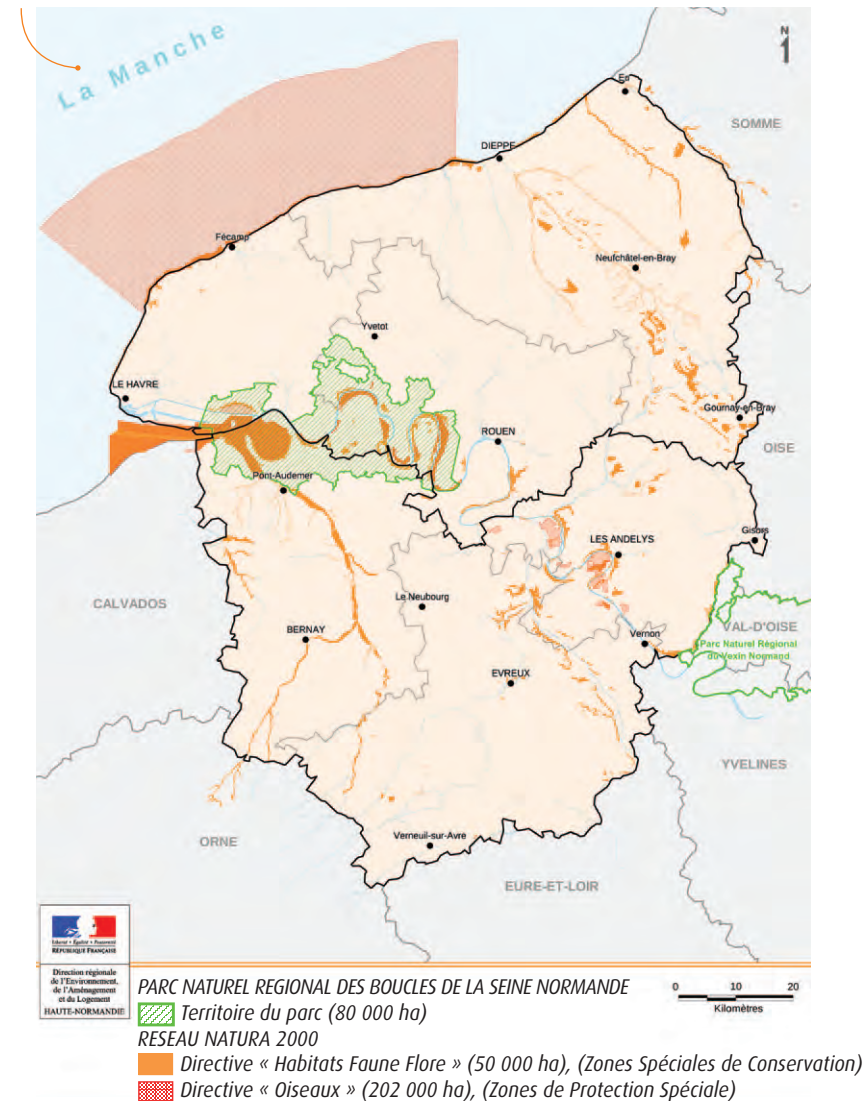 La Manche
N
1
Eu
SOMME
DIEPPE
Fécamp
Neufchâtel-en-Bray
Yvetot
LE HAVRE
Gournay-en-Bray
ROUEN
OISE
Pont-Audemer
Gisors
LES ANDELYS
CALVADOS
Le Neubourg
VAL-D'OISE
BERNAY
Vernon
Parc Naturel Régional
du Vexin Normand
EVREUX
YVELINES
ORNE
Verneuil-sur-Avre
EURE-ET-LOIR
Liberté • Égalité • Fraternité
RÉPUBLIQUE FRANÇAISE
Direction régionale
de l'Environnement,
de l'Aménagement
et du Logement
HAUTE-NORMANDIE
PARC NATUREL REGIONAL DES BOUCLES DE LA SEINE NORMANDE
0 10 20
Kilomètres
Territoire du parc (80 000 ha)
RESEAU NATURA 2000
Directive « Habitats Faune Flore » (50 000 ha), (Zones Spéciales de Conservation)
Directive « Oiseaux » (202 000 ha), (Zones de Protection Spéciale)